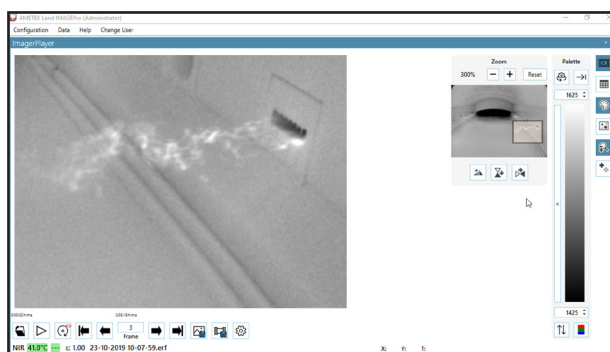 AMETEK Land IMAGEPro (Administrator)
Configuration Data Help Change User
ImagerPlayer
Zoom
300%
Reset
Palette
1625
1425
3
Frame
NIR 41.0°C ε: 1.00 23-10-2019 10-07-59.erf
X: Y: T: